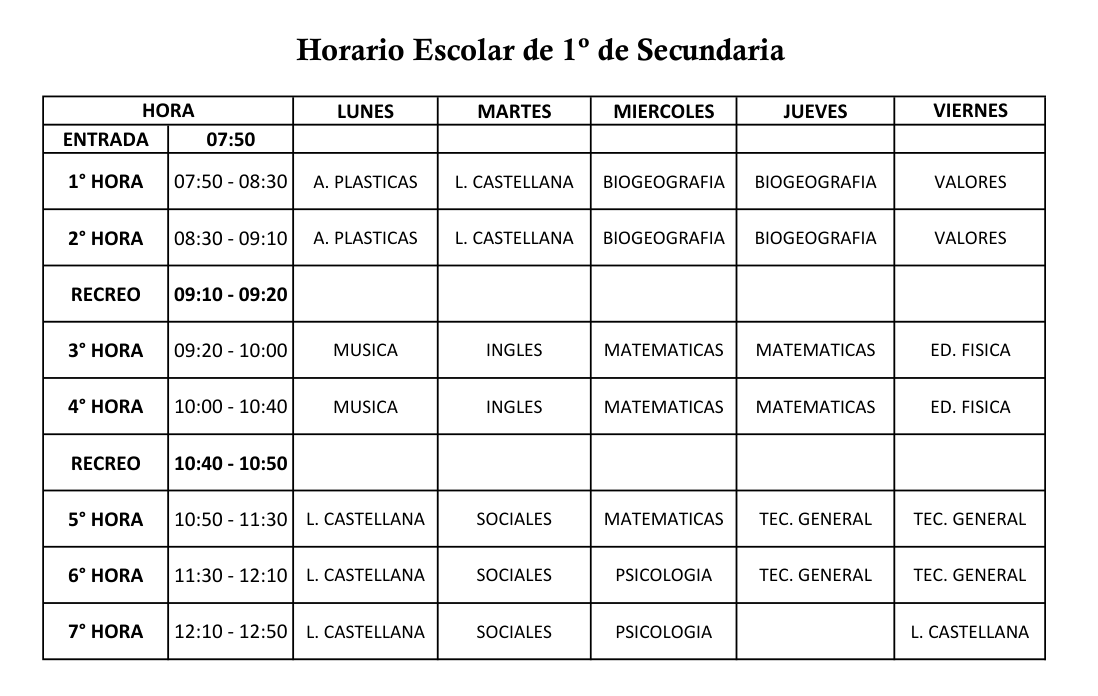 Horario Escolar de 1º de Secundaria
HORA LUNES MARTES MIERCOLES JUEVES VIERNES
ENTRADA 07:50
1° HORA 07:50 - 08:30 A. PLASTICAS L. CASTELLANA BIOGEOGRAFIA BIOGEOGRAFIA VALORES
2° HORA 08:30 - 09:10 A. PLASTICAS L. CASTELLANA BIOGEOGRAFIA BIOGEOGRAFIA VALORES
RECREO 09:10 - 09:20
3° HORA 09:20 - 10:00 MUSICA INGLES MATEMATICAS MATEMATICAS ED. FISICA
4° HORA 10:00 - 10:40 MUSICA INGLES MATEMATICAS MATEMATICAS ED. FISICA
RECREO 10:40 - 10:50
5° HORA 10:50 - 11:30 L. CASTELLANA SOCIALES MATEMATICAS TEC. GENERAL TEC. GENERAL
6° HORA 11:30 - 12:10 L. CASTELLANA SOCIALES PSICOLOGIA TEC. GENERAL TEC. GENERAL
7° HORA 12:10 - 12:50 L. CASTELLANA SOCIALES PSICOLOGIA L. CASTELLANA